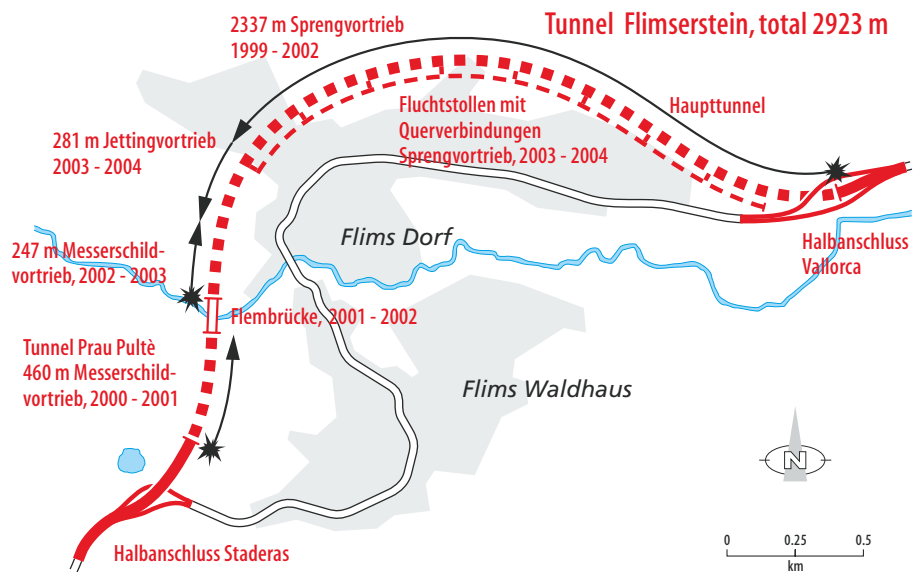 Tunnel Flimserstein, total 2923 m
2337 m Sprengvortrieb
1999 - 2002
Haupttunnel
Fluchtstollen mit
Querverbindungen
Sprengvortrieb, 2003 - 2004
281 m Jettingvortrieb
2003 - 2004
Halbanschluss
Vallorca
Flims Dorf
247 m Messerschild-
vortrieb, 2002 - 2003
Flembrücke, 2001 - 2002
Tunnel Prau Pultè
460 m Messerschild-
vortrieb, 2000 - 2001
Flims Waldhaus
N
Halbanschluss Staderas
0 0.25 0.5
km